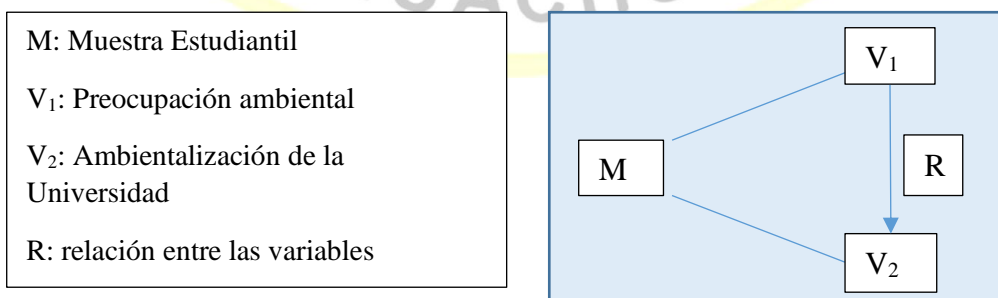 M: Muestra Estudiantil
V₁: Preocupación ambiental
V₂: Ambientalización de la
Universidad
R: relación entre las variables
V₁
M
R
V₂